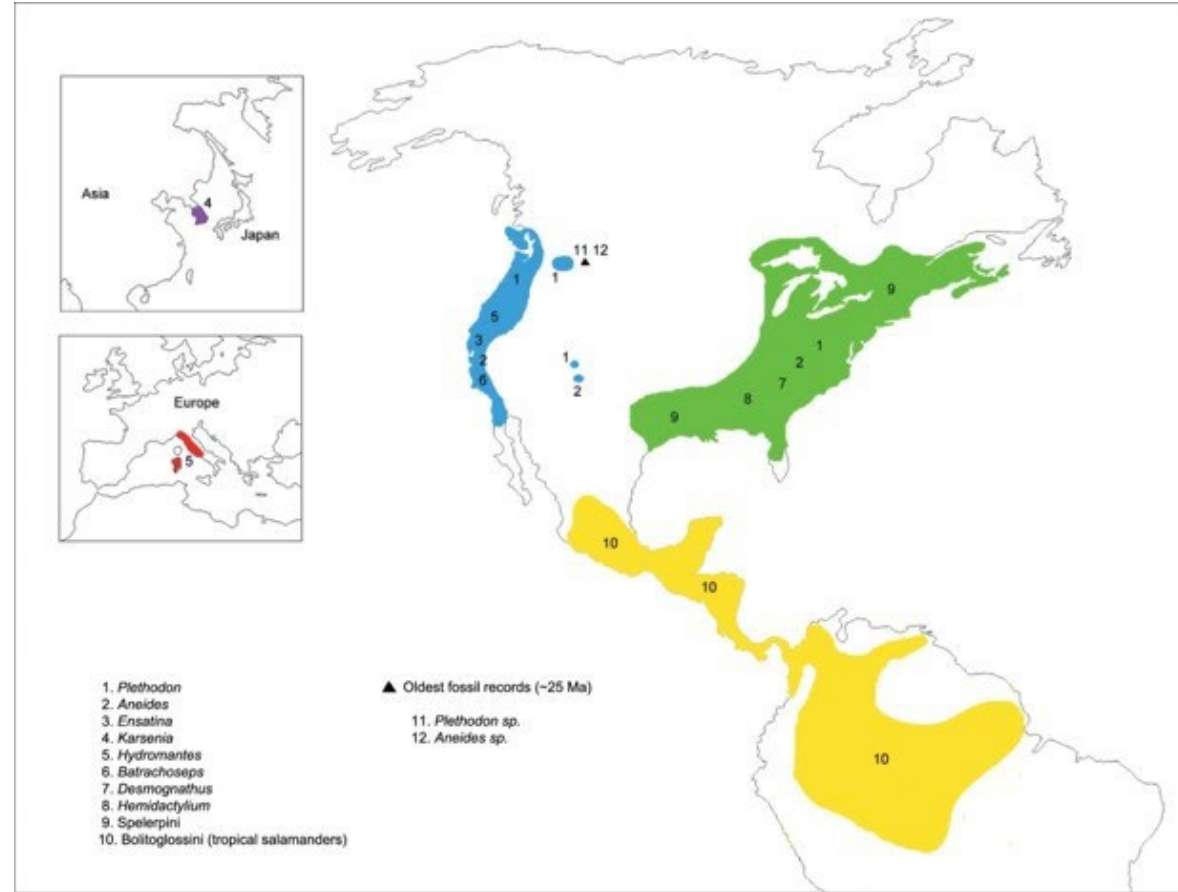 Asia
4
Japan
Europe
5
11 12
1
1
5
3
2
6
1
2
9
1
2
7
8
9
10
10
10
1. Plethodon
2. Aneides
3. Ensatina
4. Karsenia
5. Hydromantes
6. Batrachoseps
7. Desmognathus
8. Hemidactylium
9. Spelerpini
10. Bolitoglossini (tropical salamanders)
▲ Oldest fossil records (~25 Ma)
11. Plethodon sp.
12. Aneides sp.